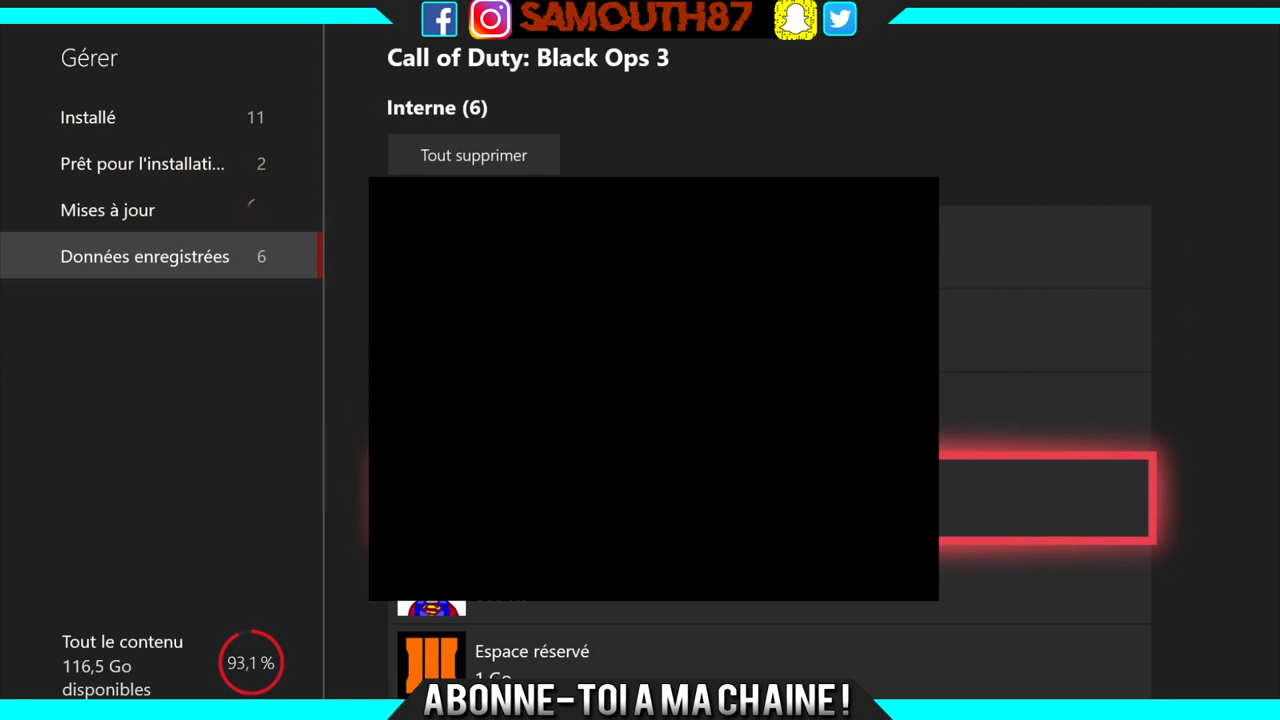 SAMOUTH87
Gérer
Installé 11
Prêt pour l'installati... 2
Mises à jour
Données enregistrées 6
Tout le contenu
116,5 Go
disponibles
93,1 %
Call of Duty: Black Ops 3
Interne (6)
Tout supprimer
Espace réservé
1 Go
ABONNE-TOI A MA CHAINE !